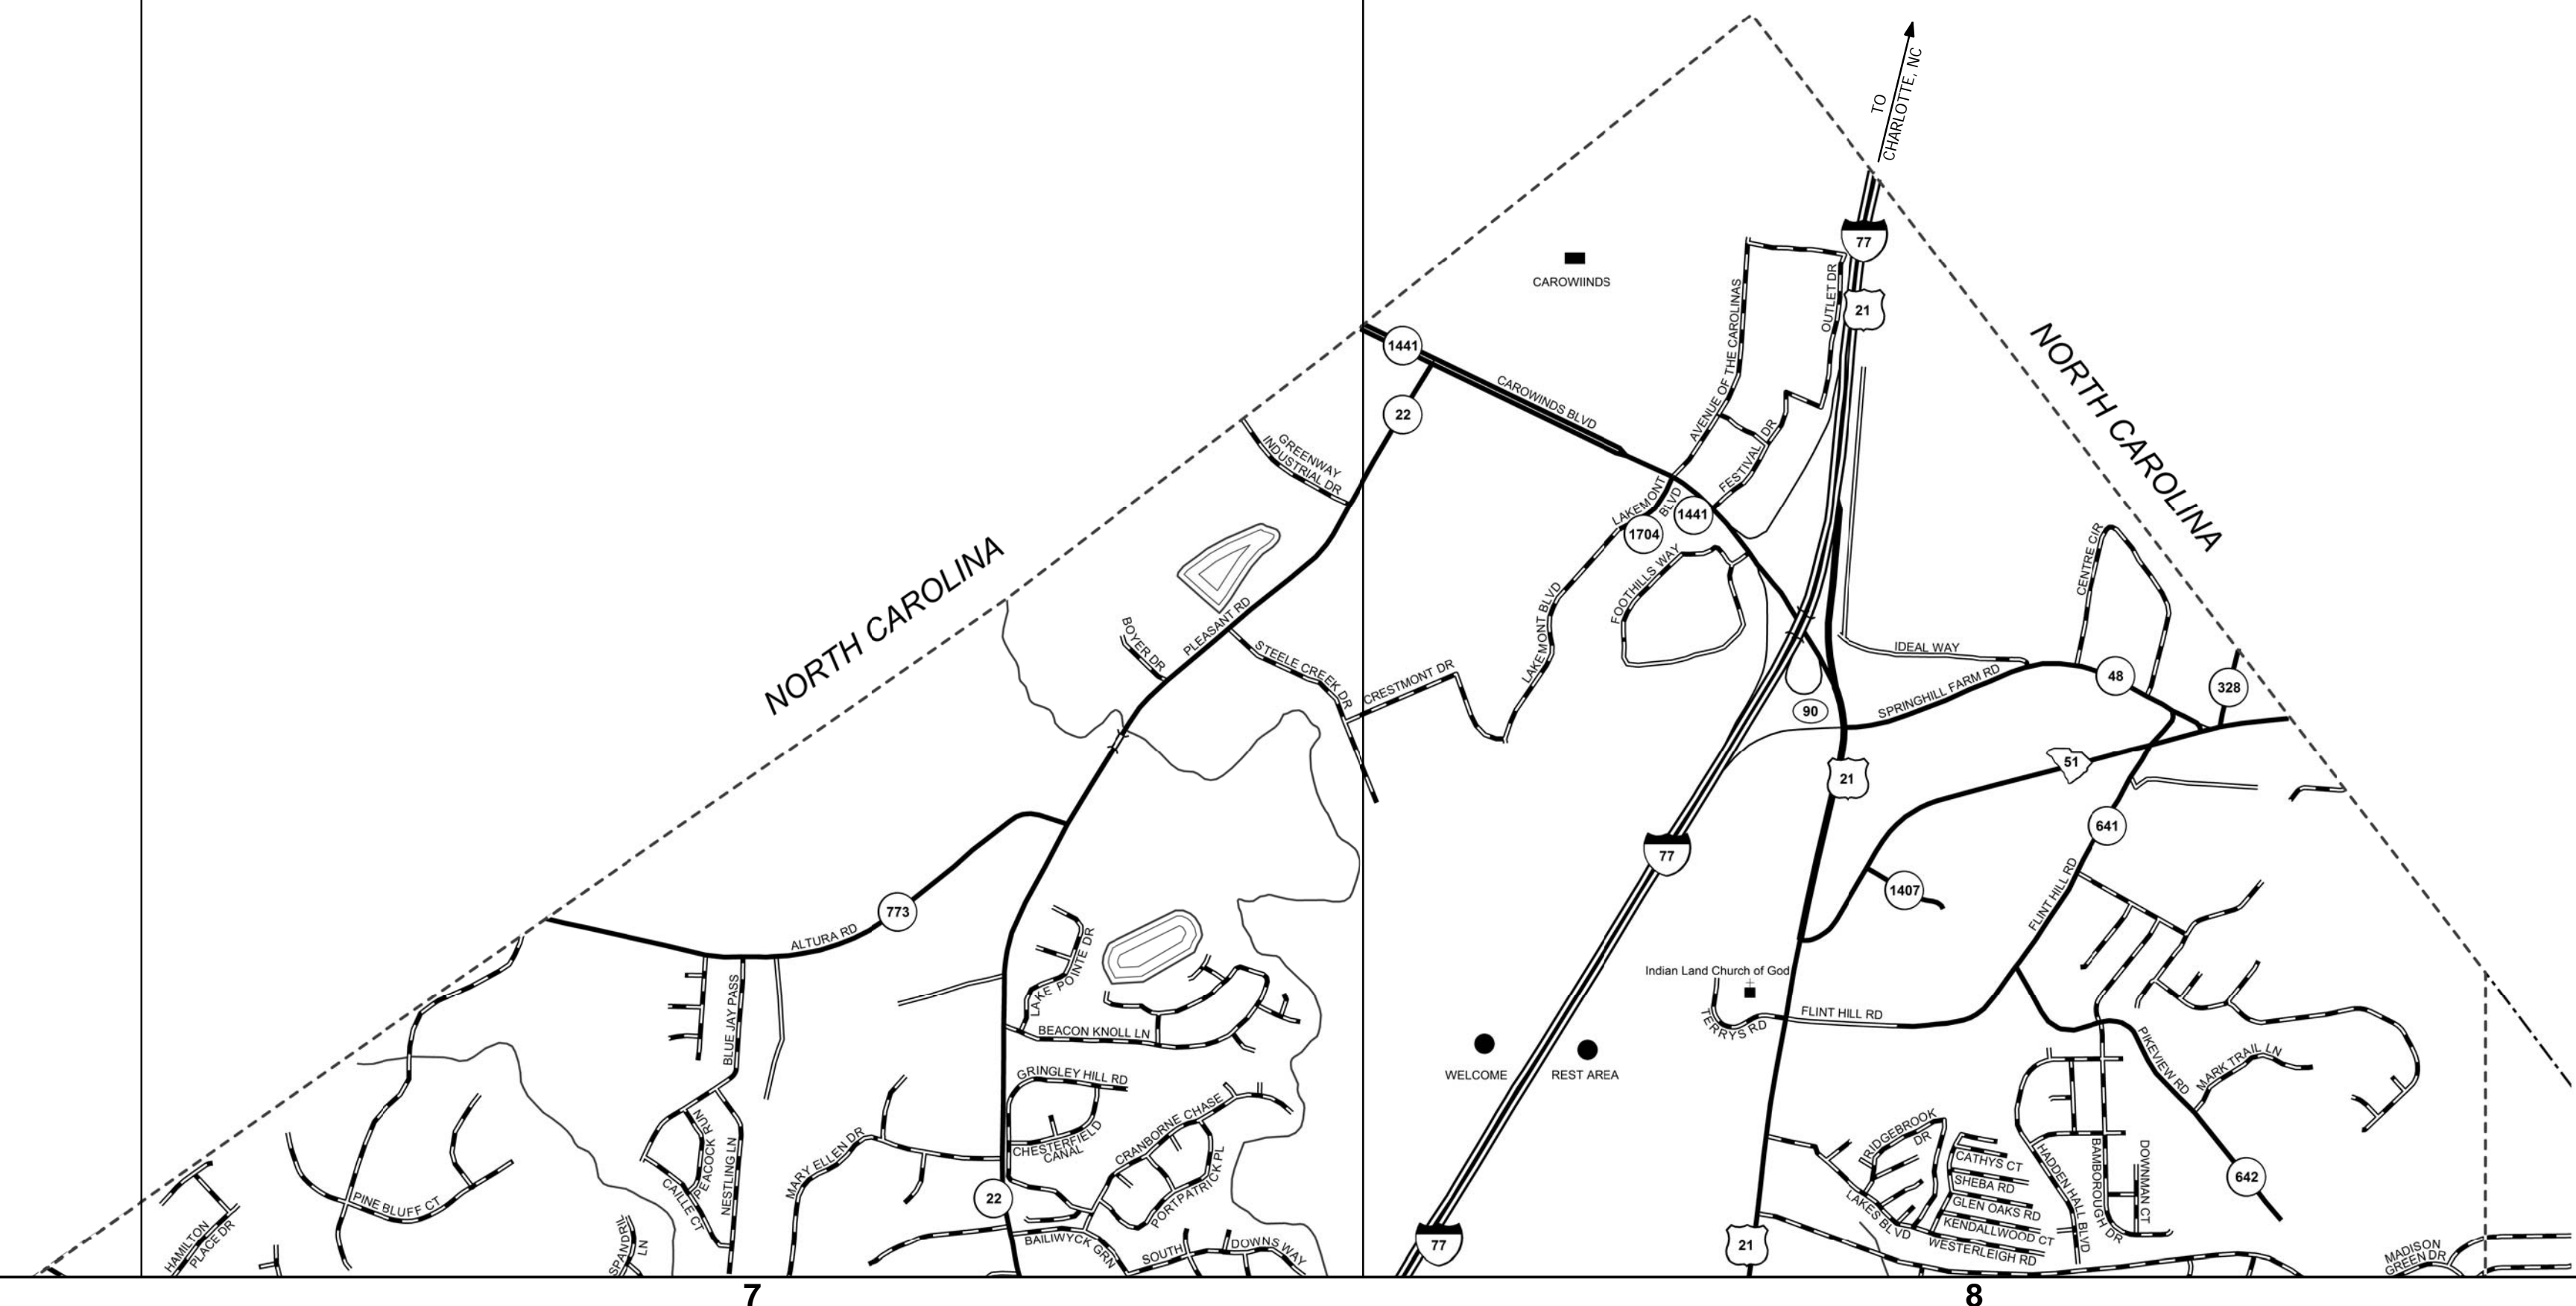 TO
CHARLOTTE, NC
77
21
OUTLET DR
AVENUE OF THE CAROLINAS
CAROWIINDS
1441
CAROWINDS BLVD
22
NORTH CAROLINA
GREENWAY
INDUSTRIAL DR
FESTIVAL DR
LAKEMONT
BLVD
1441
1704
FOOTHILLS WAY
LAKEMONT BLVD
CENTRE CIR
NORTH CAROLINA
BOYER DR
PLEASANT RD
STEELE CREEK DR
CRESTMONT DR
IDEAL WAY
SPRINGHILL FARM RD
48
328
90
21
51
641
77
1407
FLINT HILL RD
773
ALTURA RD
LAKE POINTE DR
BEACON KNOLL LN
BLUE JAY PASS
Indian Land Church of God
TERRYS RD
FLINT HILL RD
WELCOME
REST AREA
PIKEVIEW RD
MARK TRAIL LN
GRINGLEY HILL RD
CHESTERFIELD
CANAL
CRANBORNE CHASE
PORTPATRICK PL
MARY ELLEN DR
PEACOCK RUN
NESTLING LN
CAILLE CT
PINE BLUFF CT
HAMILTON
PLACE DR
SPANDRIL
LN
22
BAILIWYCK GRN
SOUTH
DOWNS WAY
77
21
BRIDGEBROOK
DR
LAKES BLVD
CATHYS CT
SHEBA RD
GLEN OAKS RD
KENDALLWOOD CT
WESTERLEIGH RD
HADDEN HALL BLVD
BAMBOROUGH DR
DOWNMAN CT
642
MADISON
GREEN DR
7
8